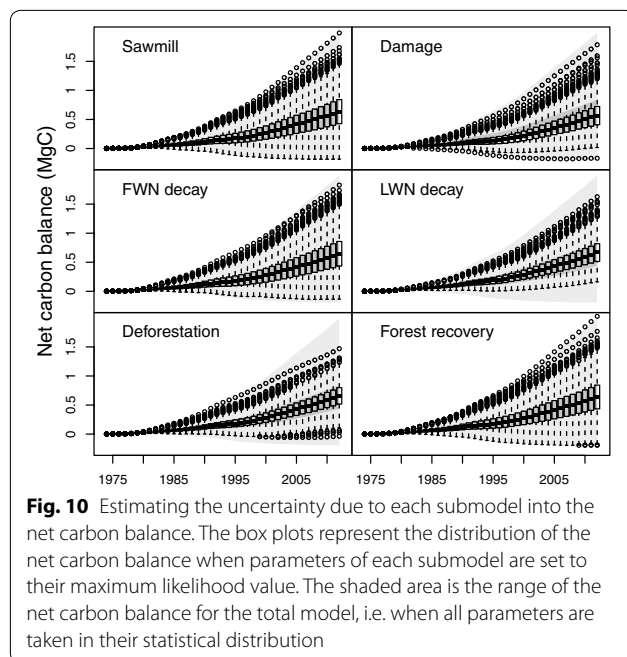 Sawmill
Damage
FWN decay
LWN decay
Deforestation
Forest recovery
Net carbon balance (MgC)
1.5
1
0.5
0
1.5
1
0.5
0
1.5
1
0.5
0
1975 1985 1995 2005 1975 1985 1995 2005
Fig. 10 Estimating the uncertainty due to each submodel into the
net carbon balance. The box plots represent the distribution of the
net carbon balance when parameters of each submodel are set to
their maximum likelihood value. The shaded area is the range of the
net carbon balance for the total model, i.e. when all parameters are
taken in their statistical distribution